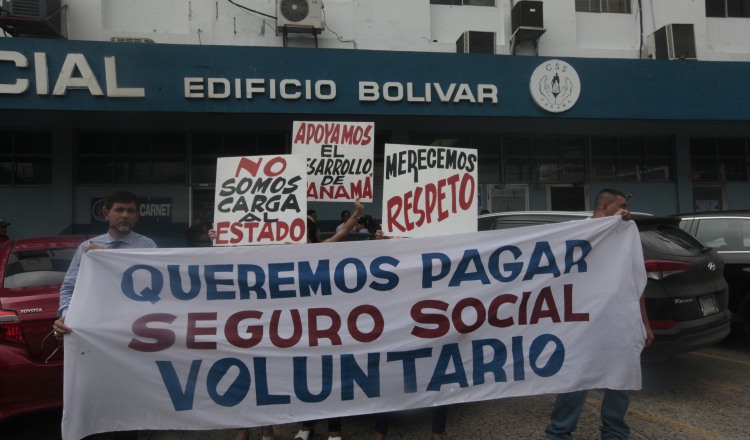 CIAL
EDIFICIO BOLIVAR
CSS
NO
SOMOS
CARGA
AL
ESTADO
APOYAMOS
EL
DE
PANAMÁ
MERECEMOS
RESPETO
CARNET
QUEREMOS PAGAR
SEGURO SOCIAL
VOLUNTARIO